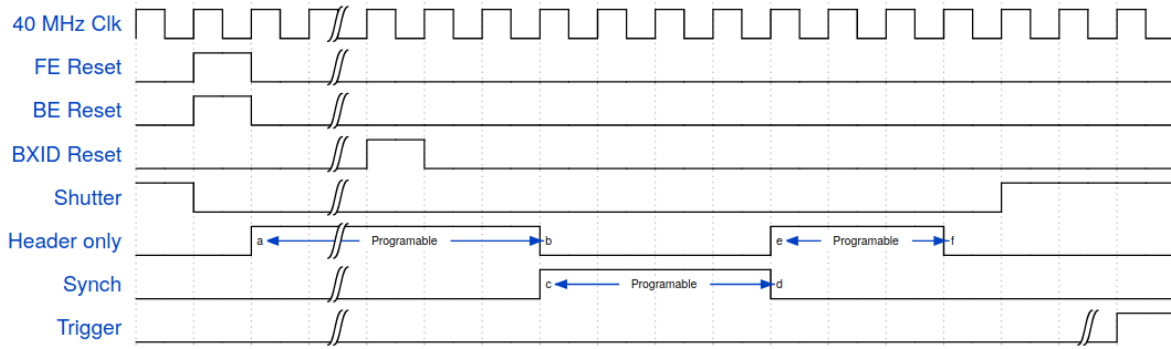 40 MHz Clk
FE Reset
BE Reset
BXID Reset
Shutter
Header only a Programable b e Programable f
Synch c Programable d
Trigger